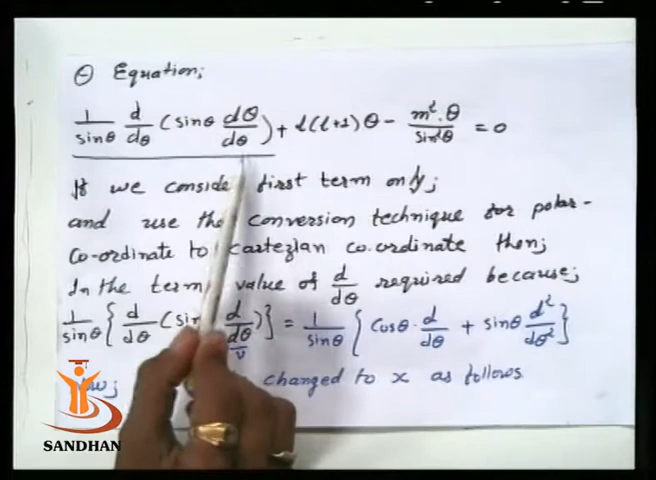 Θ Equation;
1/sinθ d/dθ (sinθ dΘ/dθ) + l(l+1)Θ - m²·Θ/sin²θ = 0
If we consider first term only;
and use the conversion technique for polar-
co-ordinate to Cartezian co.ordinate then;
In the term value of d/dθ required because;
1/sinθ { d/dθ ( d/dθ ) } = 1/sinθ { cosθ · d/dθ + sinθ d²/dθ² }
changed to x as follows
SANDHAN